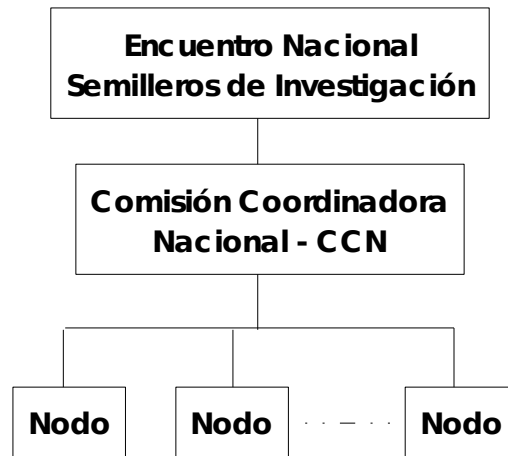 Encuentro Nacional
Semilleros de Investigación
Comisión Coordinadora
Nacional - CCN
Nodo Nodo Nodo